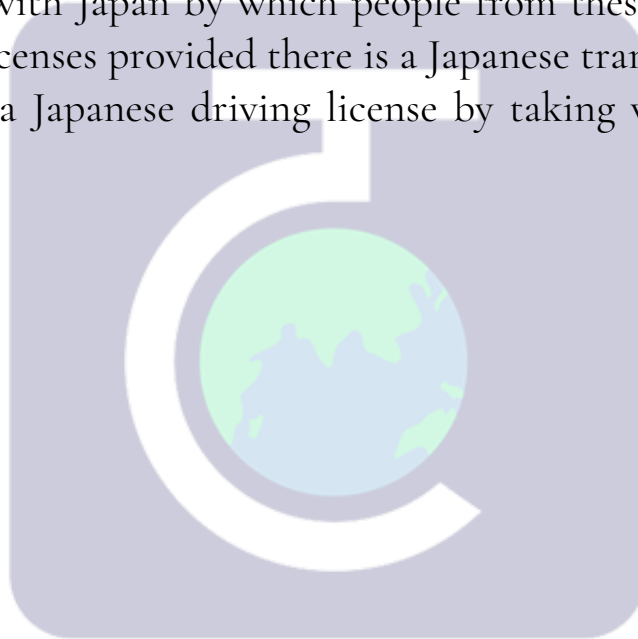 with Japan by which people from thes
censes provided there is a Japanese tran
a Japanese driving license by taking